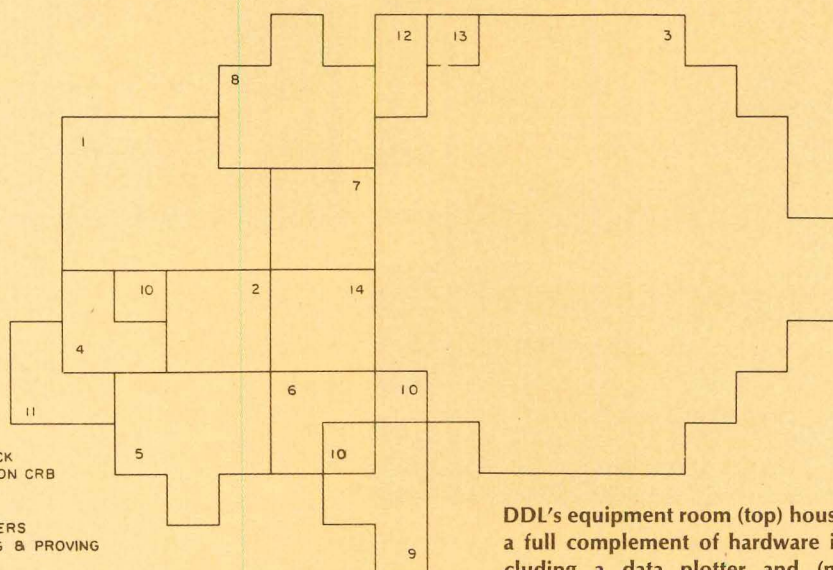 12 13 3
8
1
7
10 2 14
4
6 10
11
5 10
CK
ON CRB
ERS
G & PROVING
9
DDL's equipment room (top) hous
a full complement of hardware i
cluding a data plotter and (n